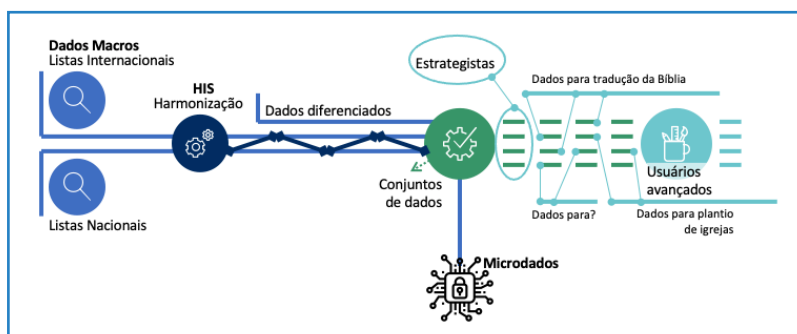 Dados Macros
Listas Internacionais
HIS
Harmonização
Dados diferenciados
Estrategistas
Dados para tradução da Bíblia
Usuários
avançados
Conjuntos
de dados
Listas Nacionais
Dados para?
Dados para plantio
de igrejas
Microdados